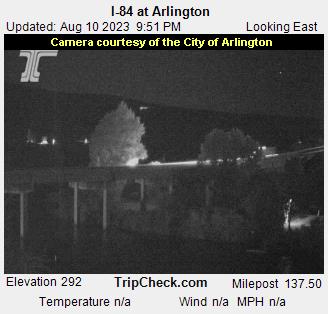 I-84 at Arlington
Updated: Aug 10 2023 9:51 PM Looking East
Camera courtesy of the City of Arlington
Elevation 292 TripCheck.com Milepost 137.50
Temperature n/a Wind n/a MPH n/a